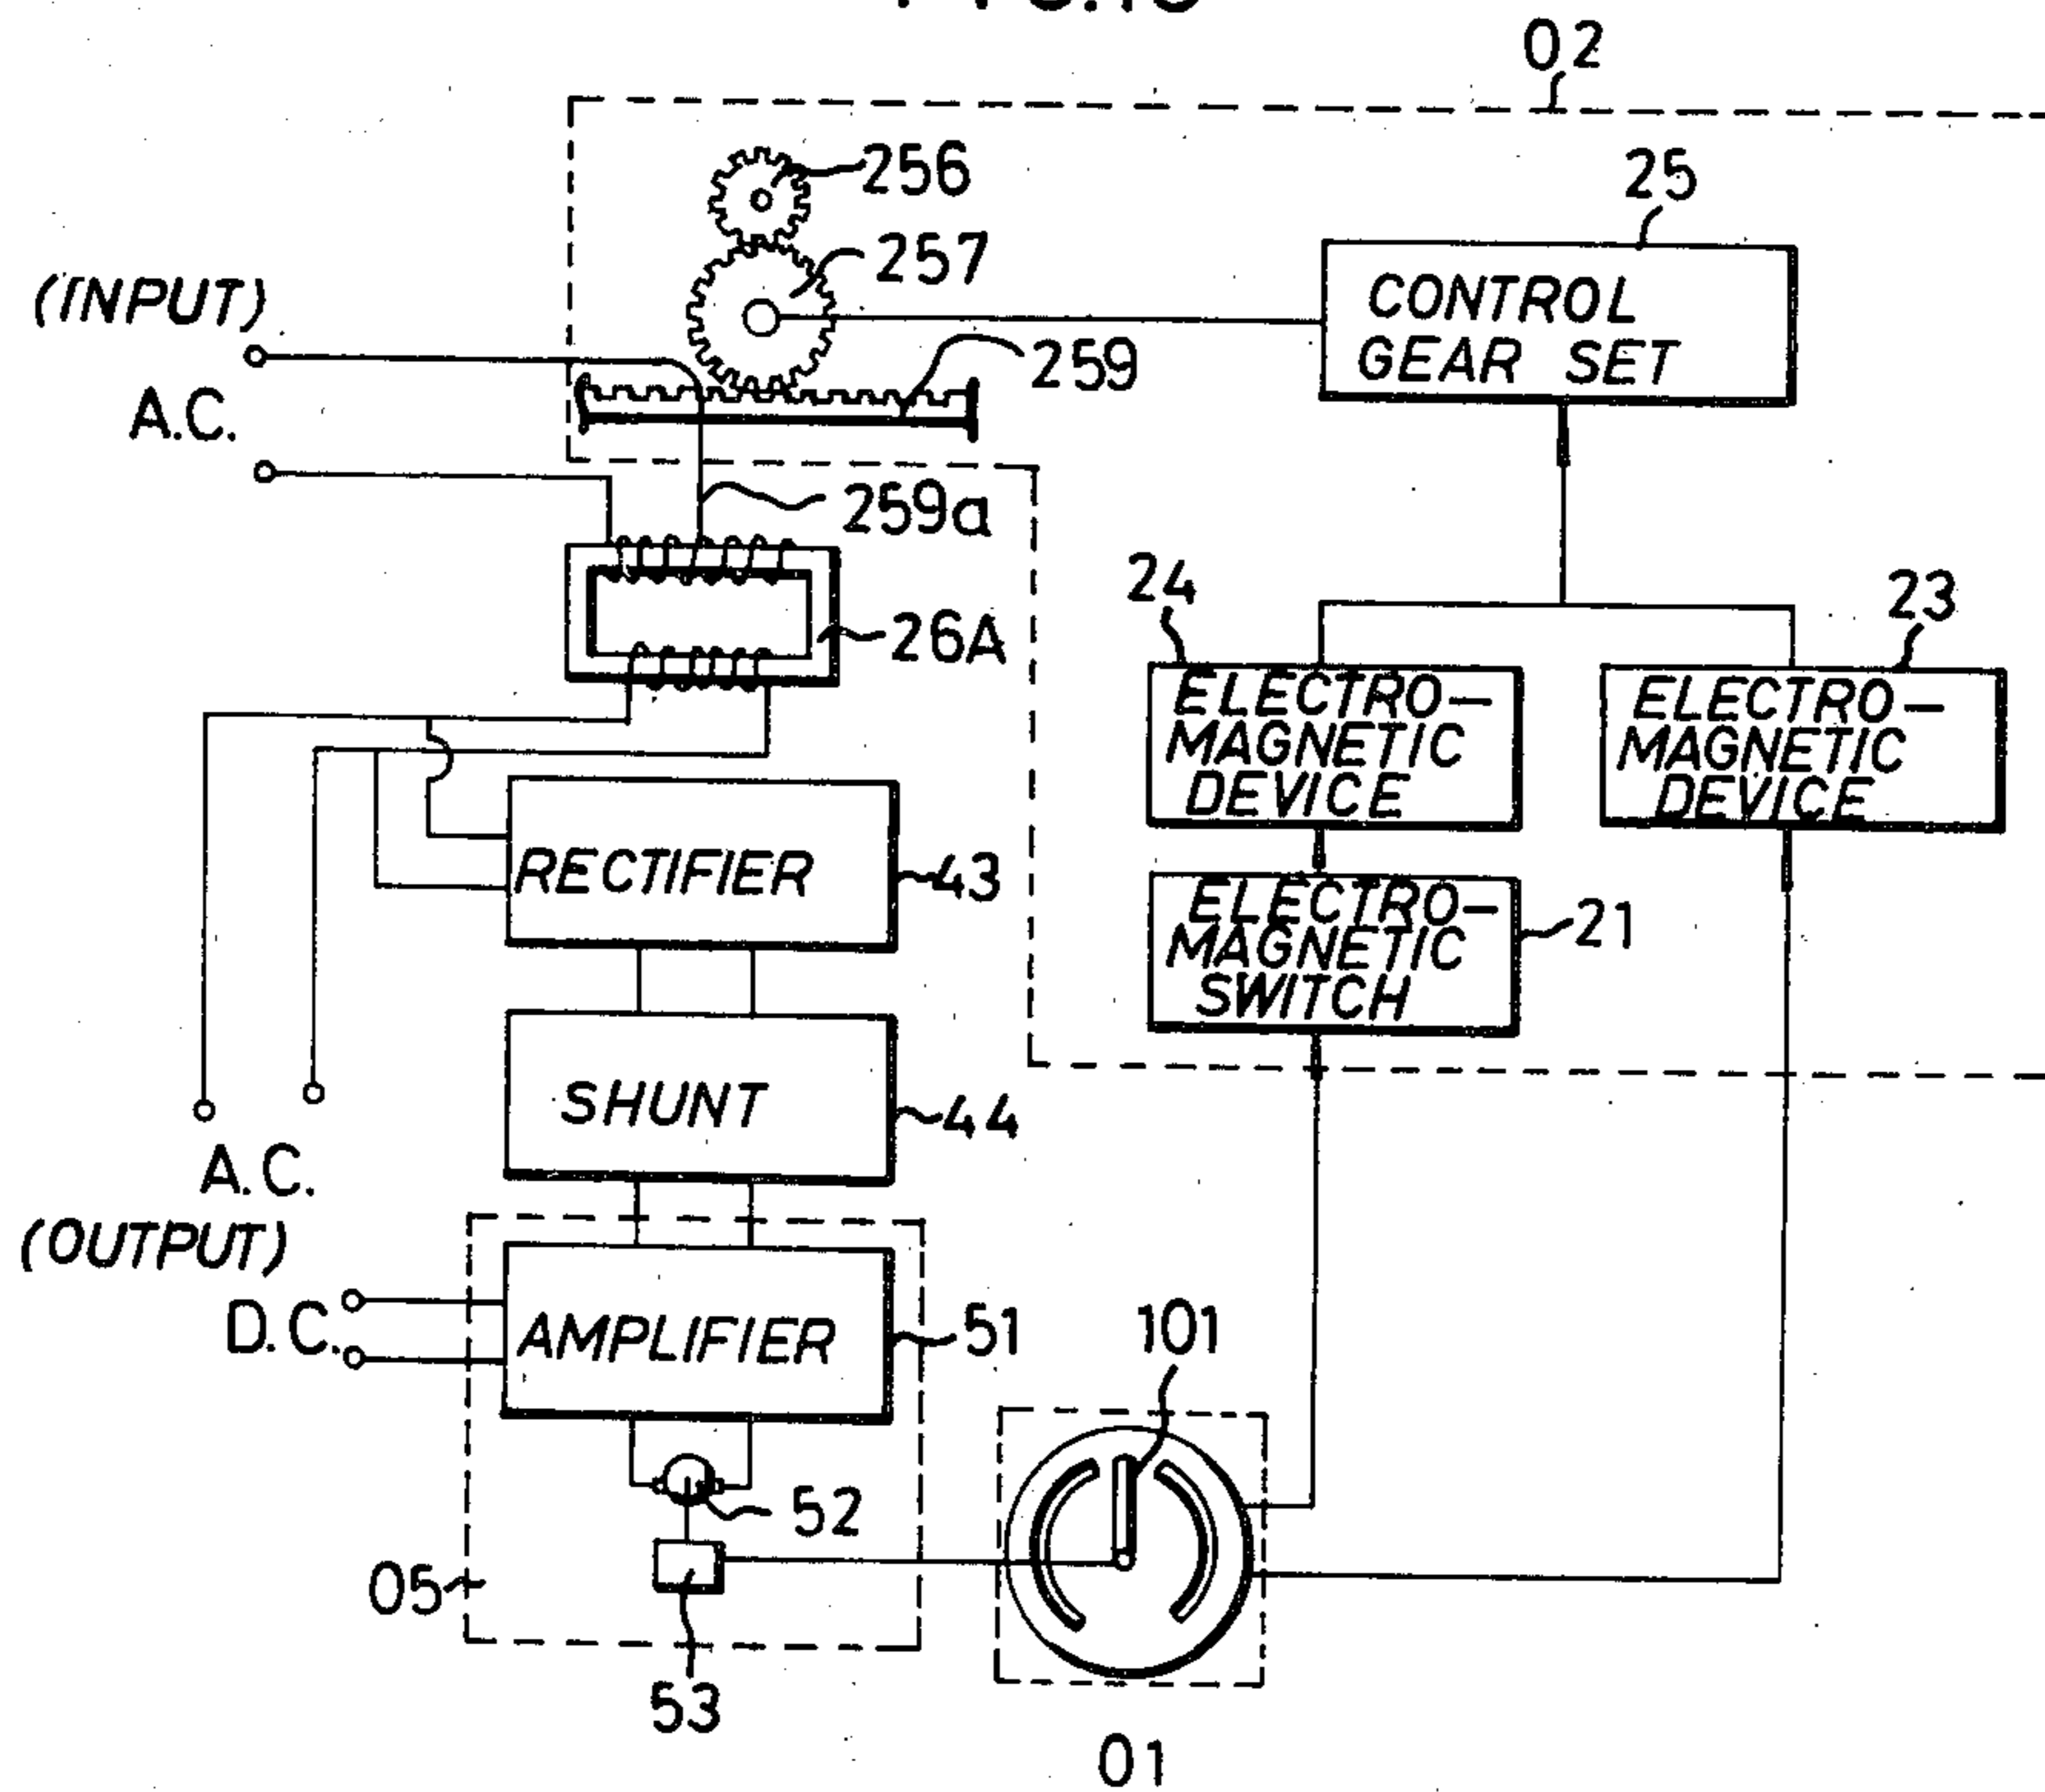 02
256
25
257
(INPUT)
CONTROL
GEAR SET
259
A.C.
259a
24
23
26A
ELECTRO-
MAGNETIC
DEVICE
ELECTRO-
MAGNETIC
DEVICE
RECTIFIER
43
ELECTRO-
MAGNETIC
SWITCH
21
SHUNT
44
A.C.
(OUTPUT)
D.C.
AMPLIFIER
51
101
52
05
53
01